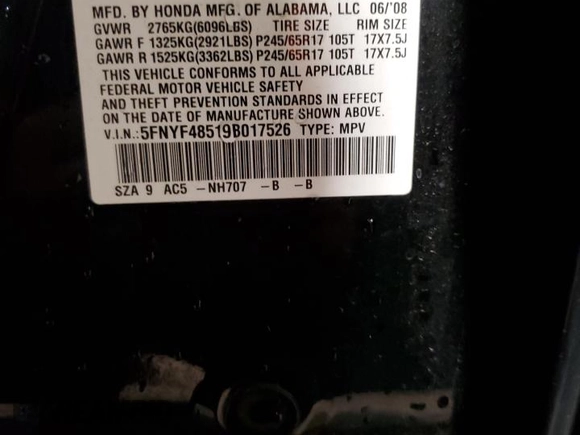 MFD. BY HONDA MFG. OF ALABAMA, LLC 06/'08
GVWR 2765KG(6096LGS) TIRE SIZE RIM SIZE
GAWR F 1325KG(2921LBS) P245/65R17 105T 17X7.5J
GAWR R 1525KG(3362LBS) P245/65R17 105T 17X7.5J
THIS VEHICLE CONFORMS TO ALL APPLICABLE
FEDERAL MOTOR VEHICLE SAFETY
AND THEFT PREVENTION STANDARDS IN EFFECT
ON THE DATE OF MANUFACTURE SHOWN ABOVE.
V.I.N.:5FNYF48519B017526 TYPE: MPV
SZA 9 AC5 -NH707 -B -B